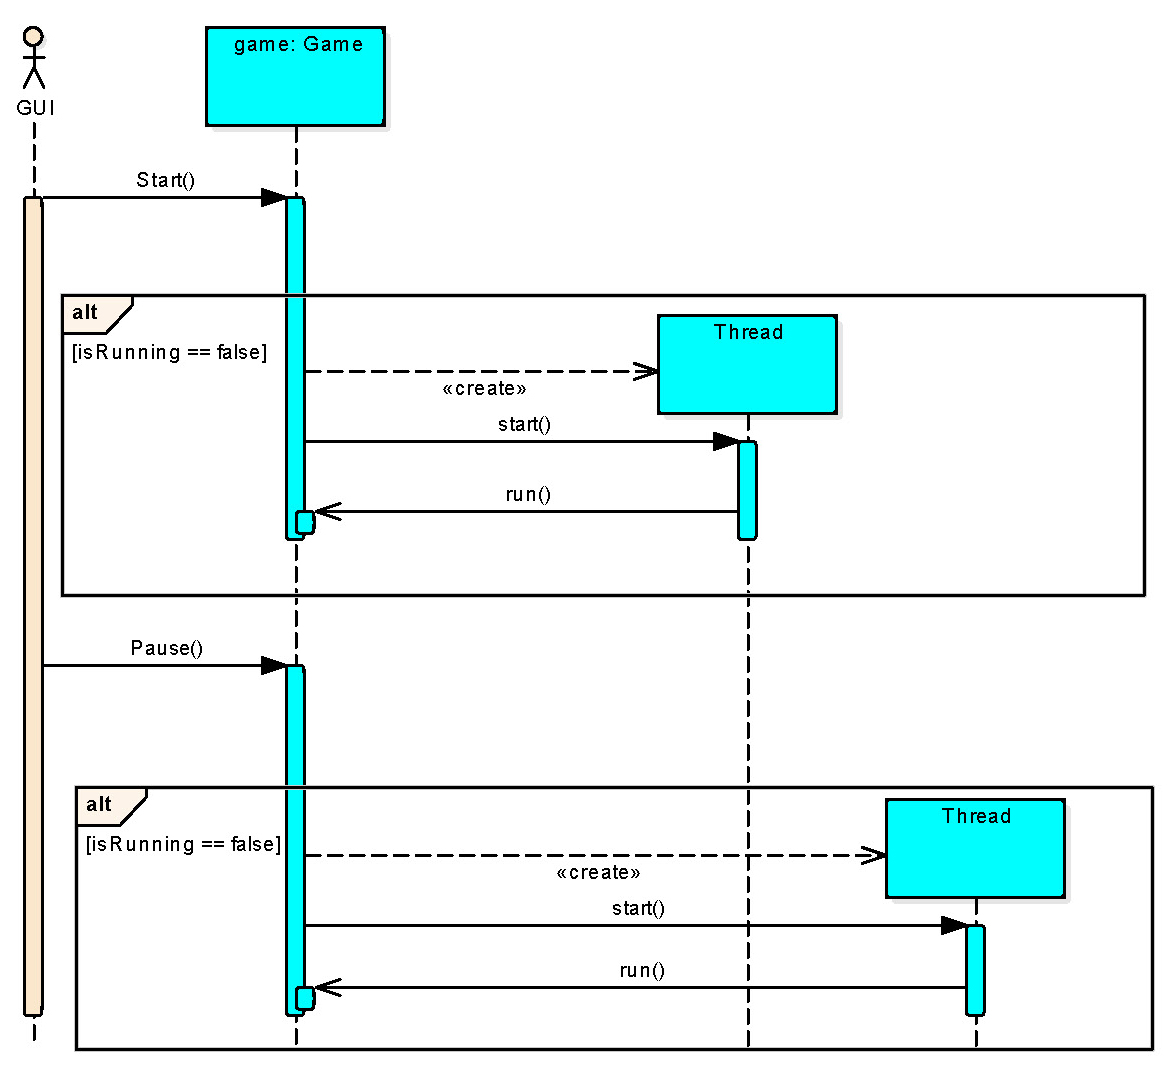 game: Game
GUI
Start()
alt
Thread
[isRunning == false]
«create»
start()
run()
Pause()
alt
Thread
[isRunning == false]
«create»
start()
run()